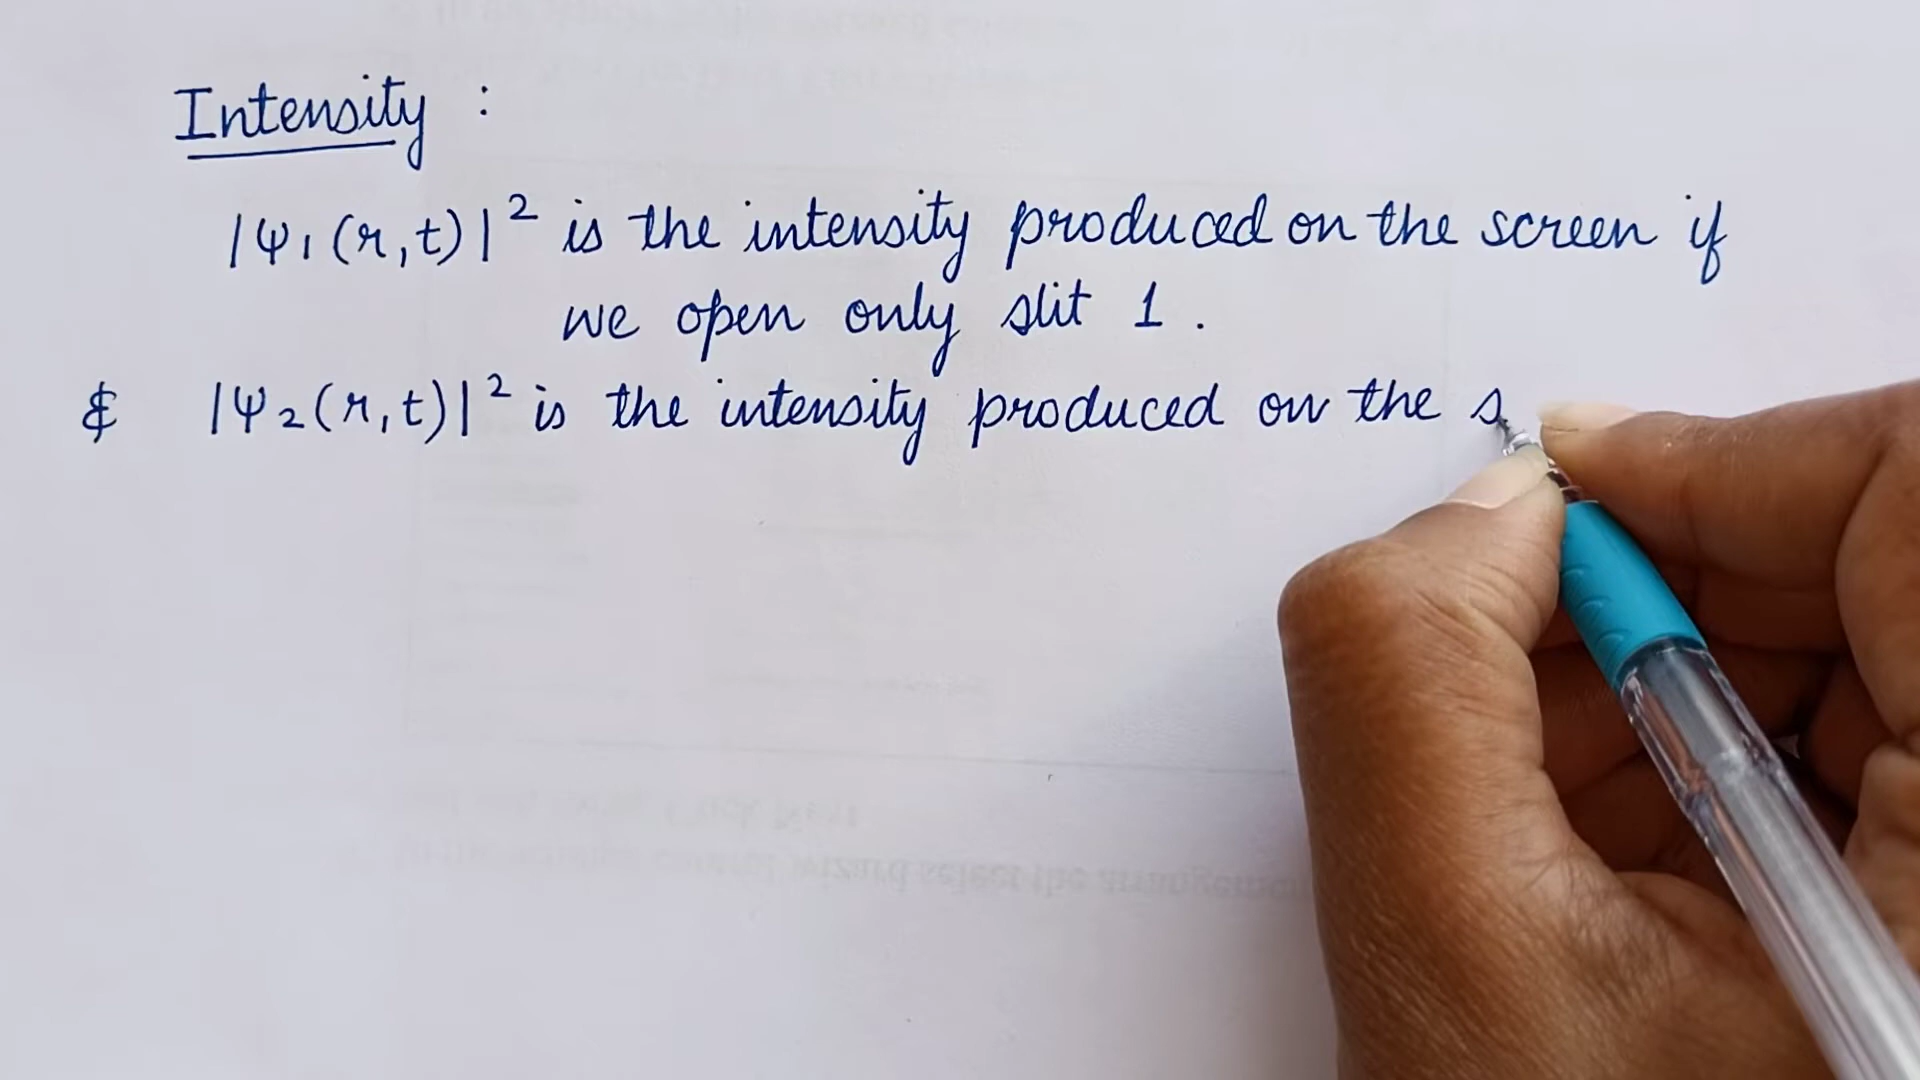 Intensity :
|ψ₁(r,t)|² is the intensity produced on the screen if
we open only slit 1.
& |ψ₂(r,t)|² is the intensity produced on the s